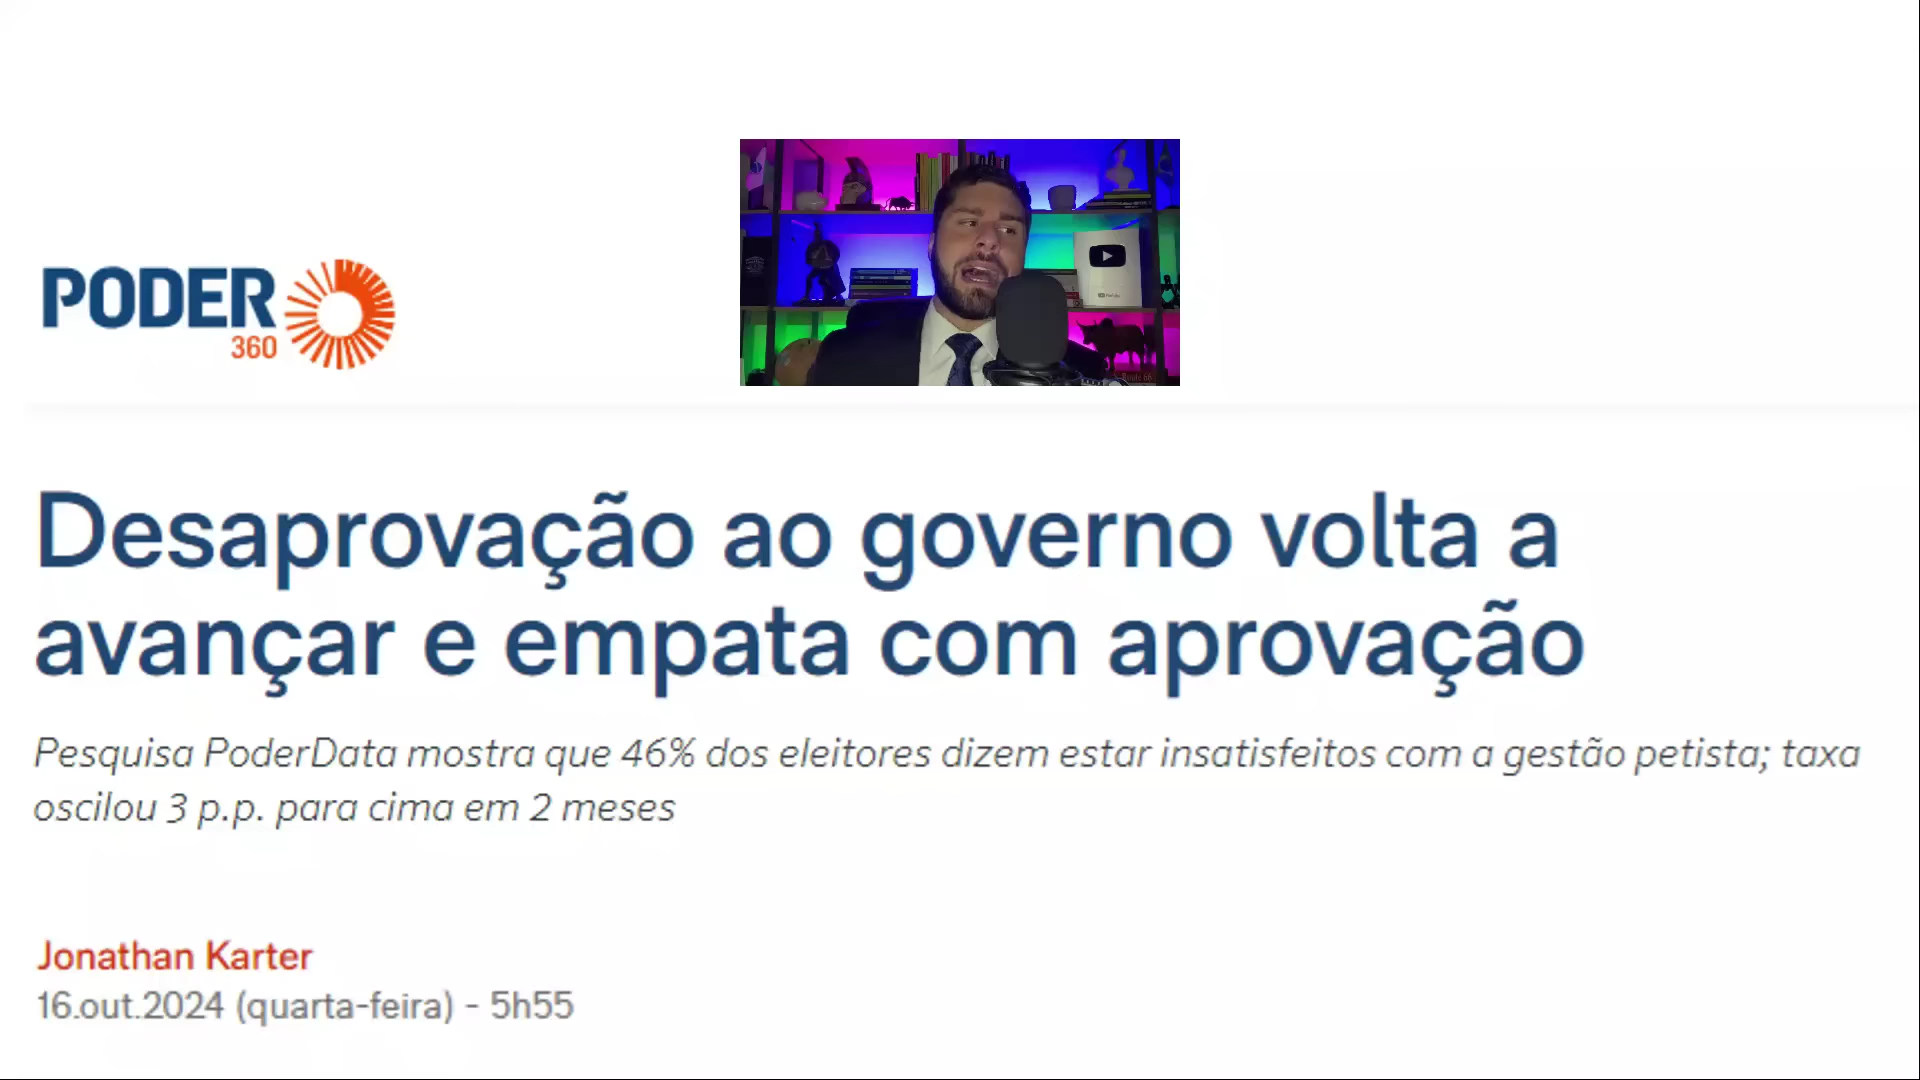 PODER
360
Desaprovação ao governo volta a
avançar e empata com aprovação
Pesquisa PoderData mostra que 46% dos eleitores dizem estar insatisfeitos com a gestão petista; taxa
oscilou 3 p.p. para cima em 2 meses
Jonathan Karter
16.out.2024 (quarta-feira) - 5h55